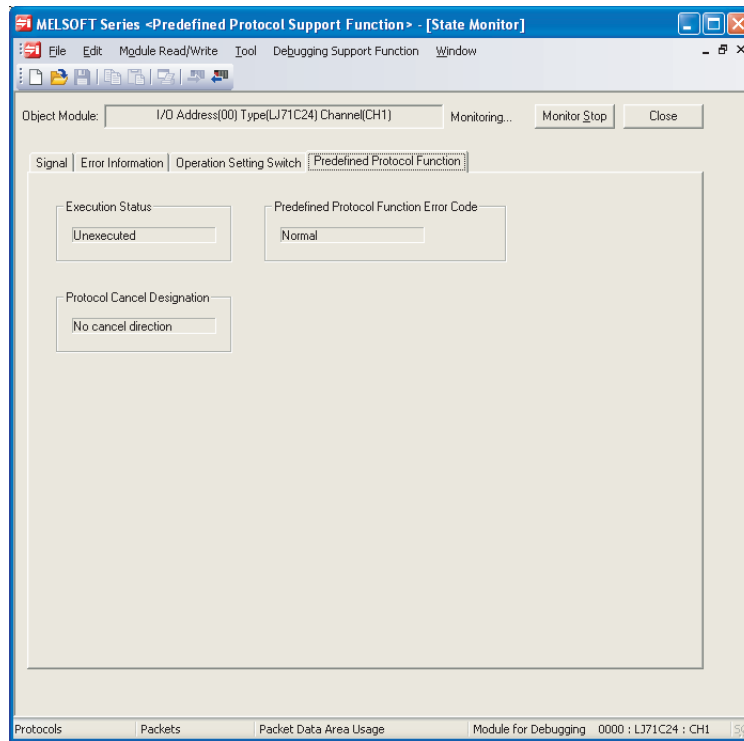 MELSOFT Series <Predefined Protocol Support Function> - [State Monitor]
File Edit Module Read/Write Tool Debugging Support Function Window
Object Module: I/O Address(00) Type(LJ71C24) Channel(CH1) Monitoring... Monitor Stop Close
Signal Error Information Operation Setting Switch Predefined Protocol Function
Execution Status Predefined Protocol Function Error Code
Unexecuted Normal
Protocol Cancel Designation
No cancel direction
Protocols Packets Packet Data Area Usage Module for Debugging 0000 : LJ71C24 : CH1